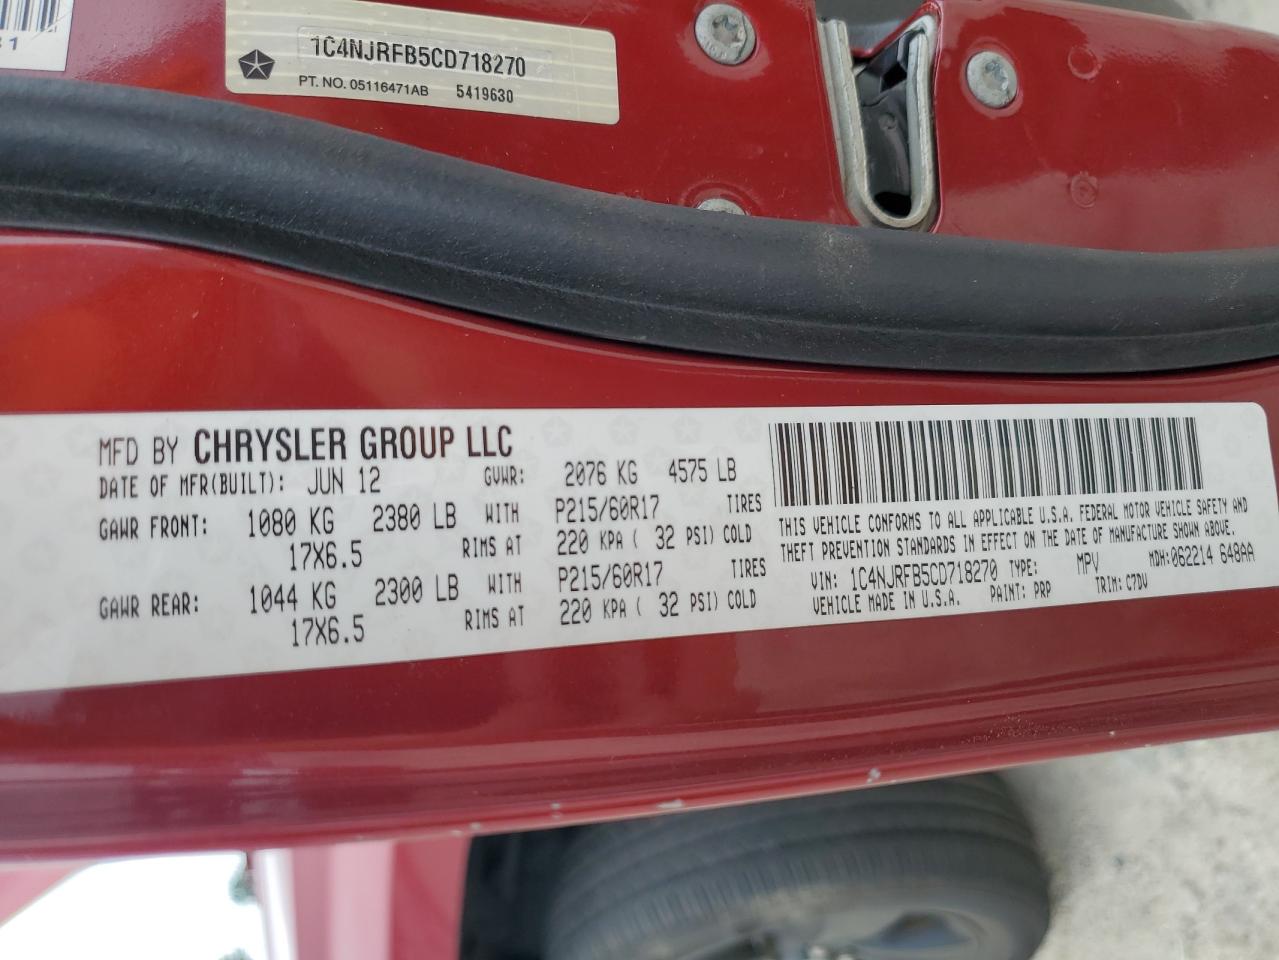 1C4NJRFB5CD718270
PT. NO. 05116471AB 5419630
MFD BY CHRYSLER GROUP LLC
DATE OF MFR(BUILT): JUN 12 GVWR: 2076 KG 4575 LB
GAWR FRONT: 1080 KG 2380 LB WITH P215/60R17 TIRES
17X6.5 RIMS AT 220 KPA ( 32 PSI) COLD
GAWR REAR: 1044 KG 2300 LB WITH P215/60R17 TIRES
17X6.5 RIMS AT 220 KPA ( 32 PSI) COLD
THIS VEHICLE CONFORMS TO ALL APPLICABLE U.S.A. FEDERAL MOTOR VEHICLE SAFETY AND
THEFT PREVENTION STANDARDS IN EFFECT ON THE DATE OF MANUFACTURE SHOWN ABOVE.
VIN: 1C4NJRFB5CD718270 TYPE: MPV MDH: 062214 648AA
VEHICLE MADE IN U.S.A. PAINT: PRP TRIM: C7DV